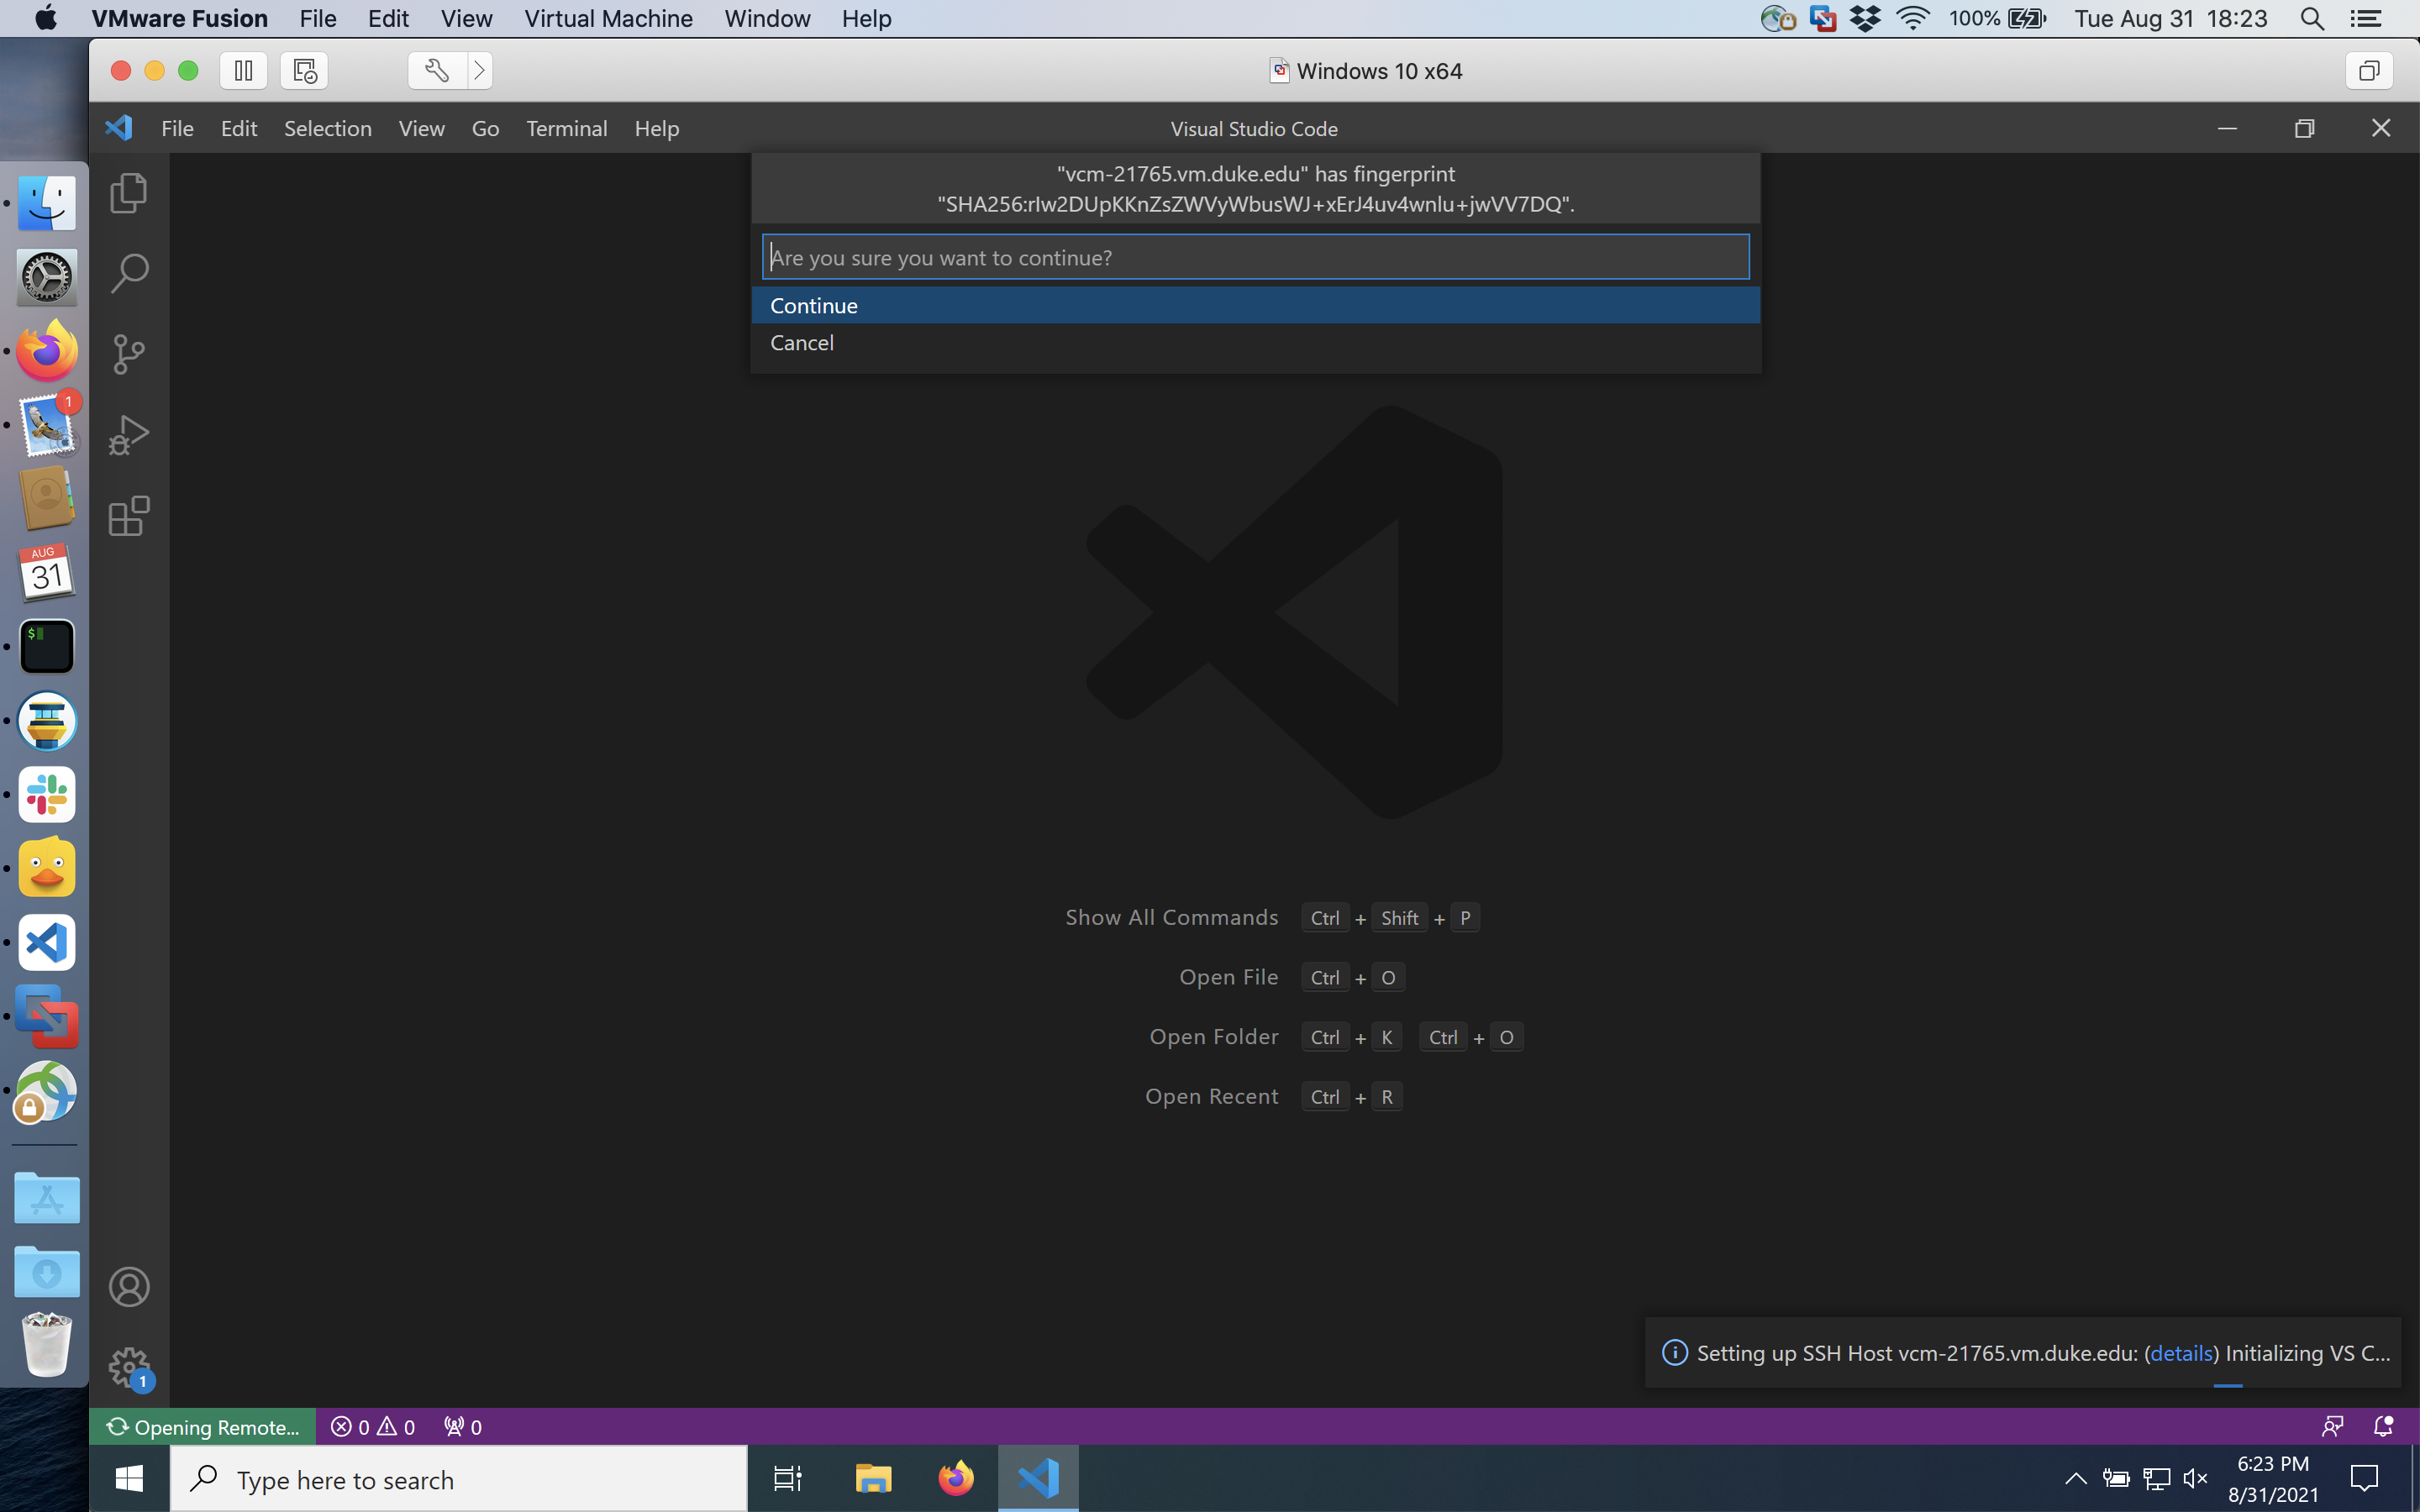 VMware Fusion File Edit View Virtual Machine Window Help 100% Tue Aug 31 18:23
Windows 10 x64
File Edit Selection View Go Terminal Help Visual Studio Code
"vcm-21765.vm.duke.edu" has fingerprint
"SHA256:rIw2DUpKKnZsZWVyWbusWJ+xErJ4uv4wnlu+jwVV7DQ".
Are you sure you want to continue?
Continue
Cancel
1
AUG
31
$
Show All Commands Ctrl + Shift + P
Open File Ctrl + O
Open Folder Ctrl + K Ctrl + O
Open Recent Ctrl + R
Setting up SSH Host vcm-21765.vm.duke.edu: (details) Initializing VS C...
1
Opening Remote... 0 0 0
Type here to search
6:23 PM
8/31/2021